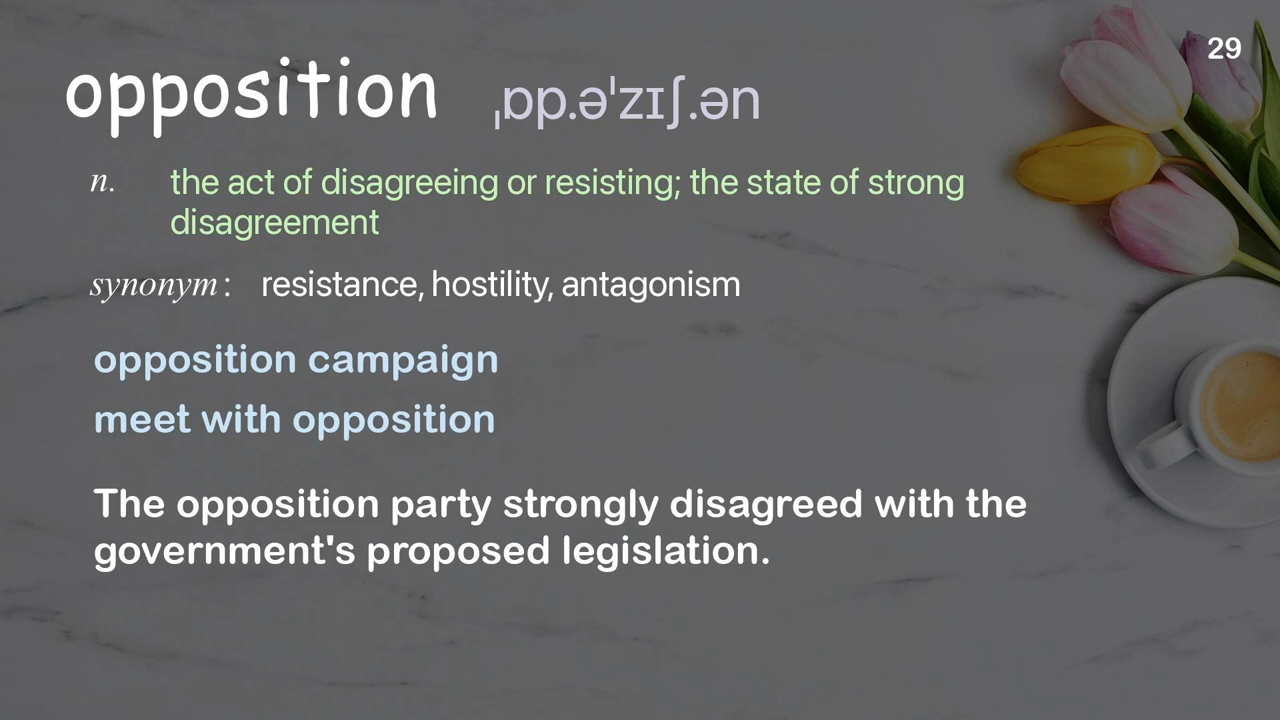 29
opposition ˌɒp.əˈzɪʃ.ən
n. the act of disagreeing or resisting; the state of strong
disagreement
synonym : resistance, hostility, antagonism
opposition campaign
meet with opposition
The opposition party strongly disagreed with the
government's proposed legislation.